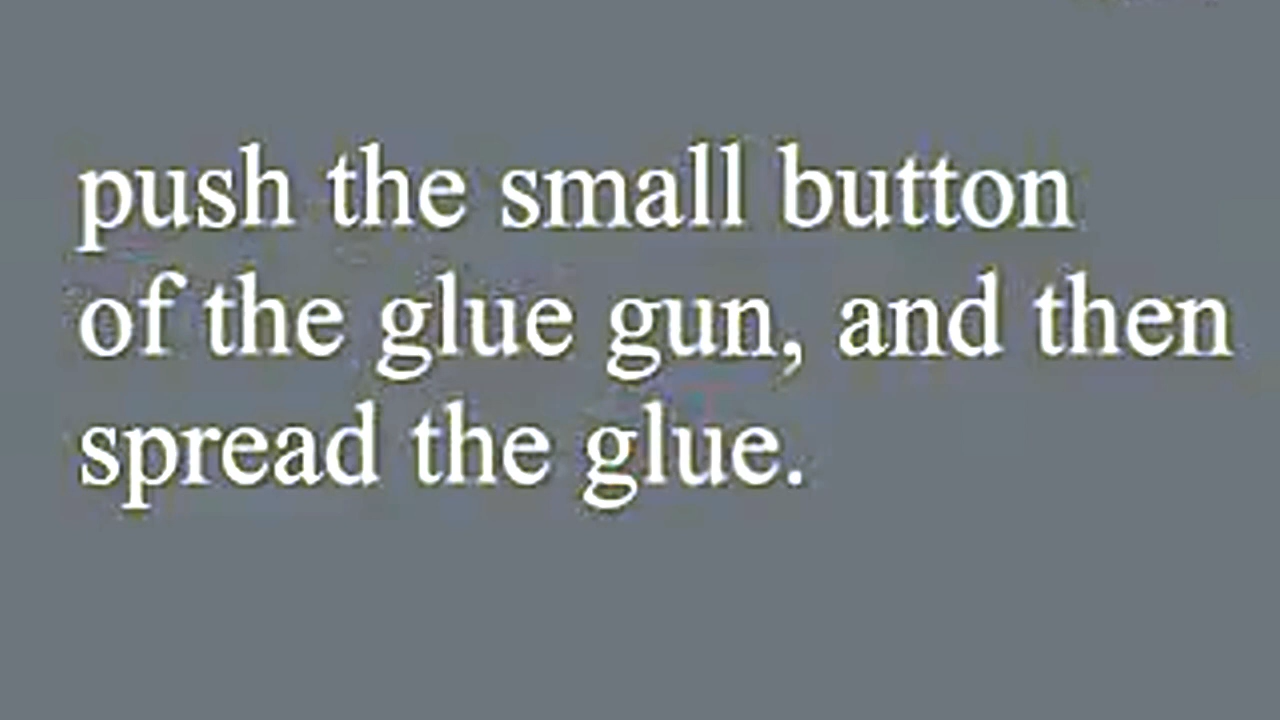 push the small button
of the glue gun, and then
spread the glue.